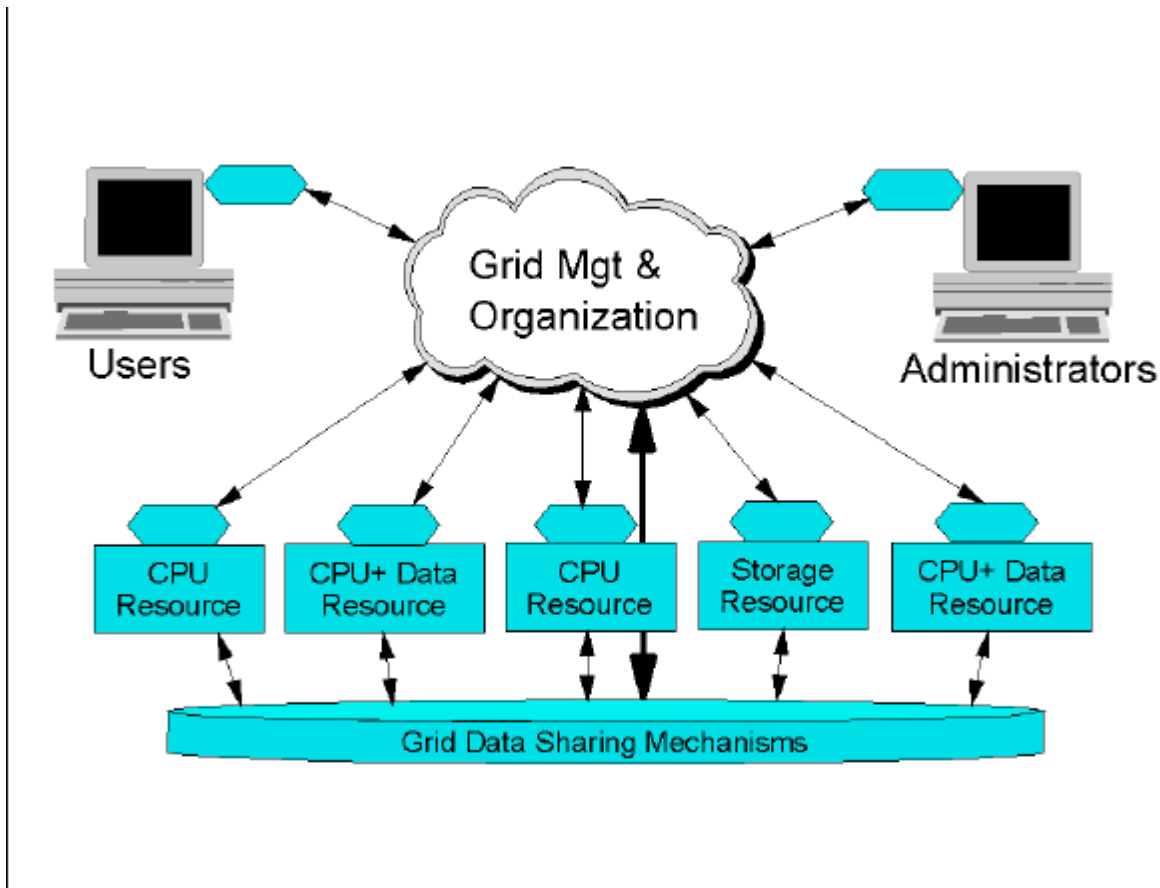 Grid Mgt &
Organization
Users
Administrators
CPU
Resource
CPU+ Data
Resource
CPU
Resource
Storage
Resource
CPU+ Data
Resource
Grid Data Sharing Mechanisms